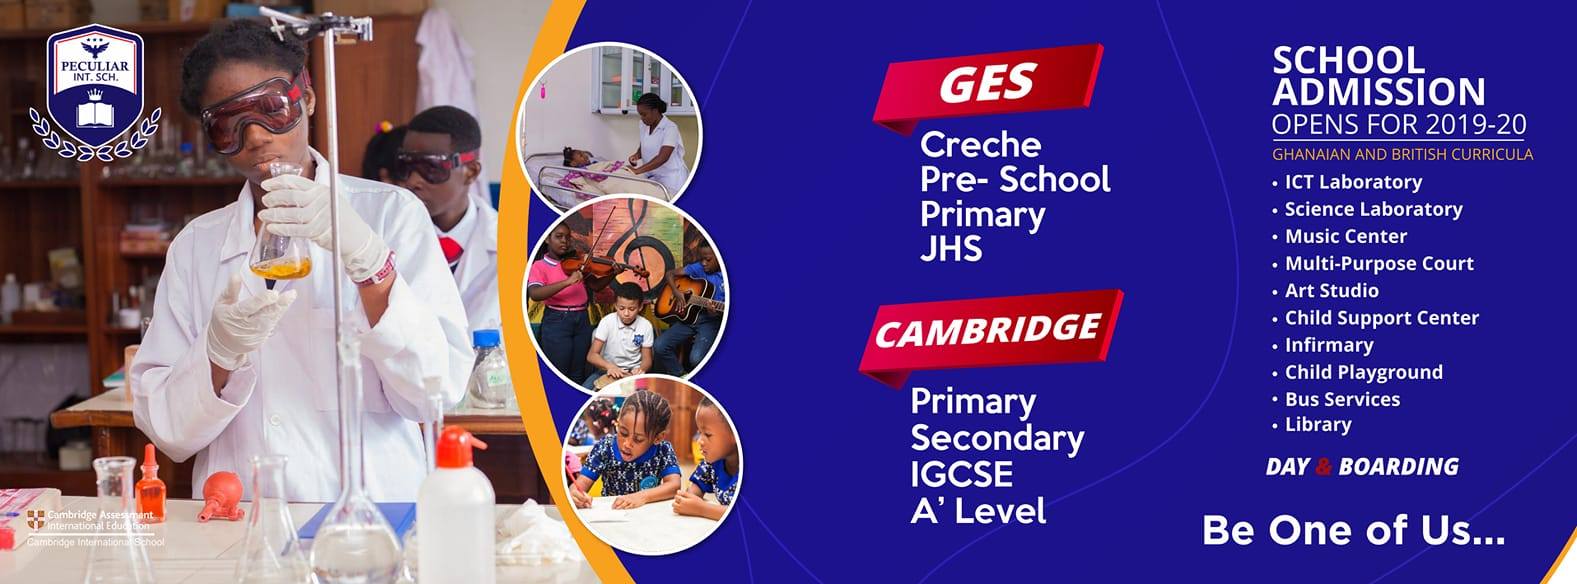 PECULIAR
INT. SCH.
Cambridge Assessment
International Education
Cambridge International School
GES
Creche
Pre- School
Primary
JHS
CAMBRIDGE
Primary
Secondary
IGCSE
A' Level
SCHOOL
ADMISSION
OPENS FOR 2019-20
GHANAIAN AND BRITISH CURRICULA
• ICT Laboratory
• Science Laboratory
• Music Center
• Multi-Purpose Court
• Art Studio
• Child Support Center
• Infirmary
• Child Playground
• Bus Services
• Library
DAY & BOARDING
Be One of Us...